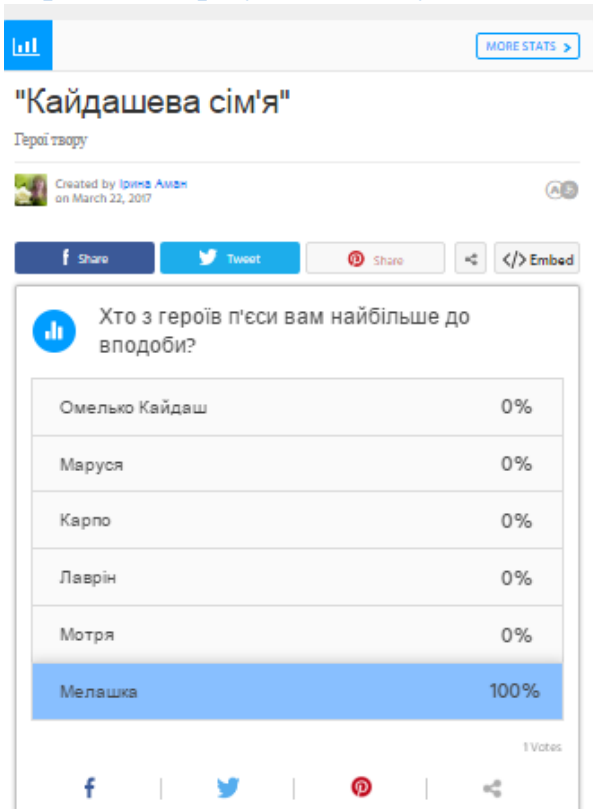 MORE STATS
"Кайдашева сім'я"
Герої твору
Created by Ірина Аман
on March 22, 2017
Share
Tweet
Share
</> Embed
Хто з героїв п'єси вам найбільше до
вподоби?
Омелько Кайдаш 0%
Маруся 0%
Карпо 0%
Лаврін 0%
Мотря 0%
Мелашка 100%
1 Votes